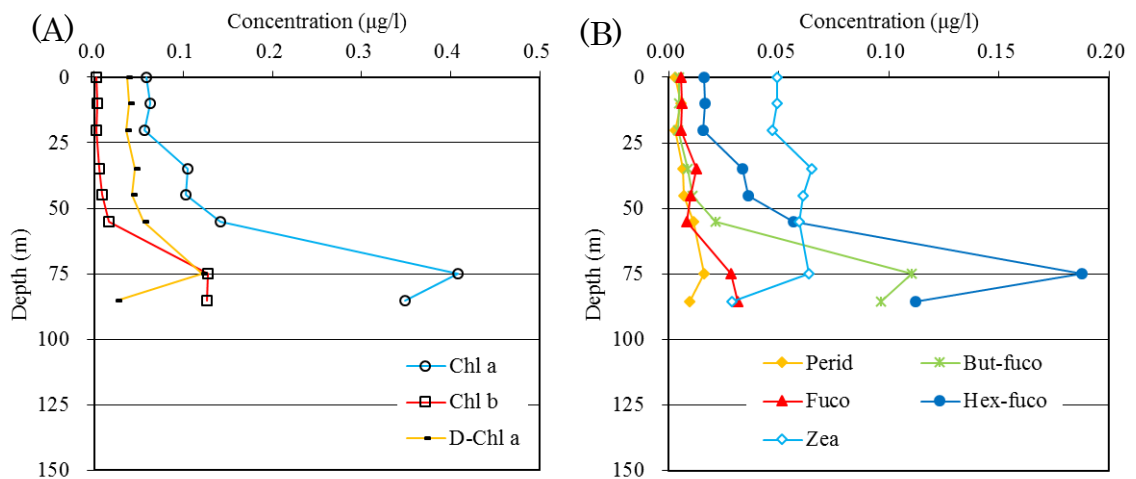 (A)
Concentration (µg/l)
0.0 0.1 0.2 0.3 0.4 0.5
Depth (m)
0
25
50
75
100
125
150
Chl a
Chl b
D-Chl a
(B)
Concentration (µg/l)
0.00 0.05 0.10 0.15 0.20
Depth (m)
0
25
50
75
100
125
150
Perid But-fuco
Fuco Hex-fuco
Zea